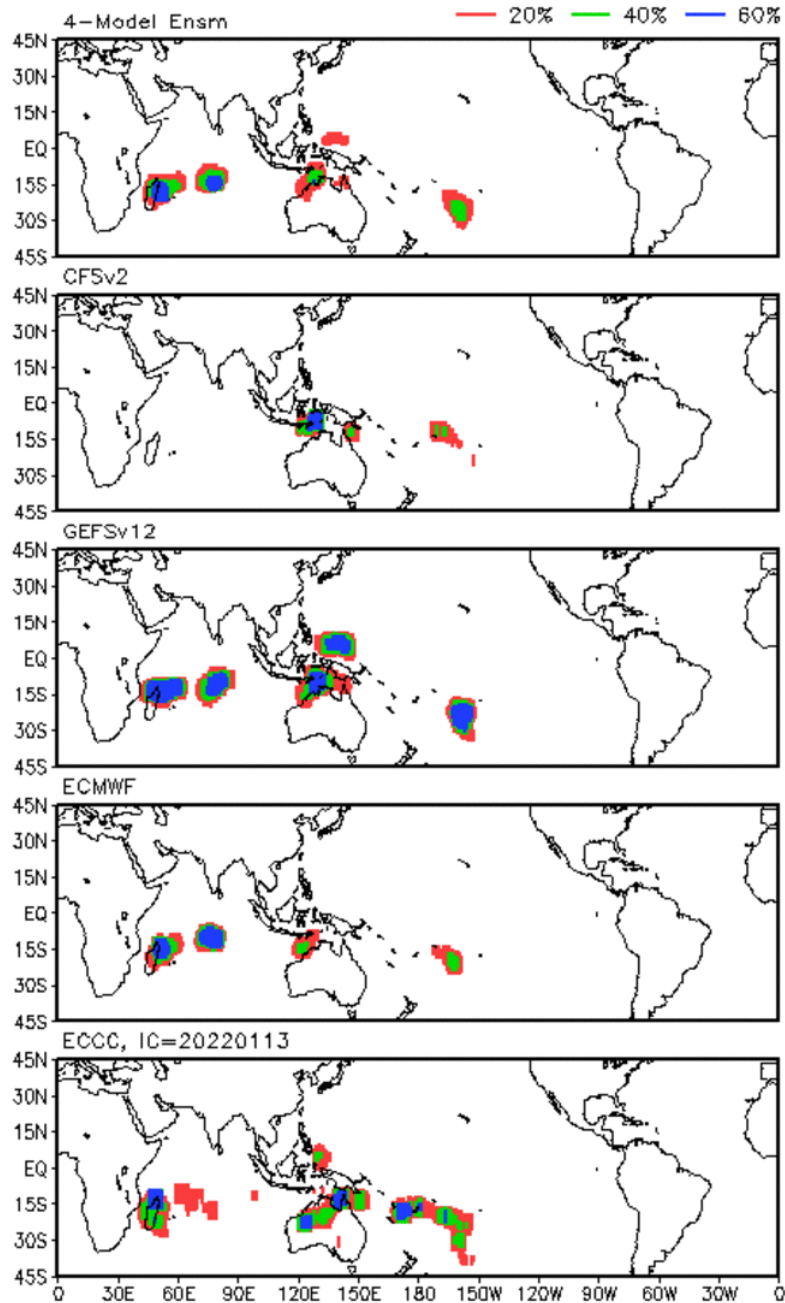 4-Model Ensm 20% 40% 60%
45N
30N
15N
EQ
15S
30S
45S
CFSv2
45N
30N
15N
EQ
15S
30S
45S
GEFSv12
45N
30N
15N
EQ
15S
30S
45S
ECMWF
45N
30N
15N
EQ
15S
30S
45S
ECCC, IC=20220113
45N
30N
15N
EQ
15S
30S
45S
0 30E 60E 90E 120E 150E 180 150W 120W 90W 60W 30W 0